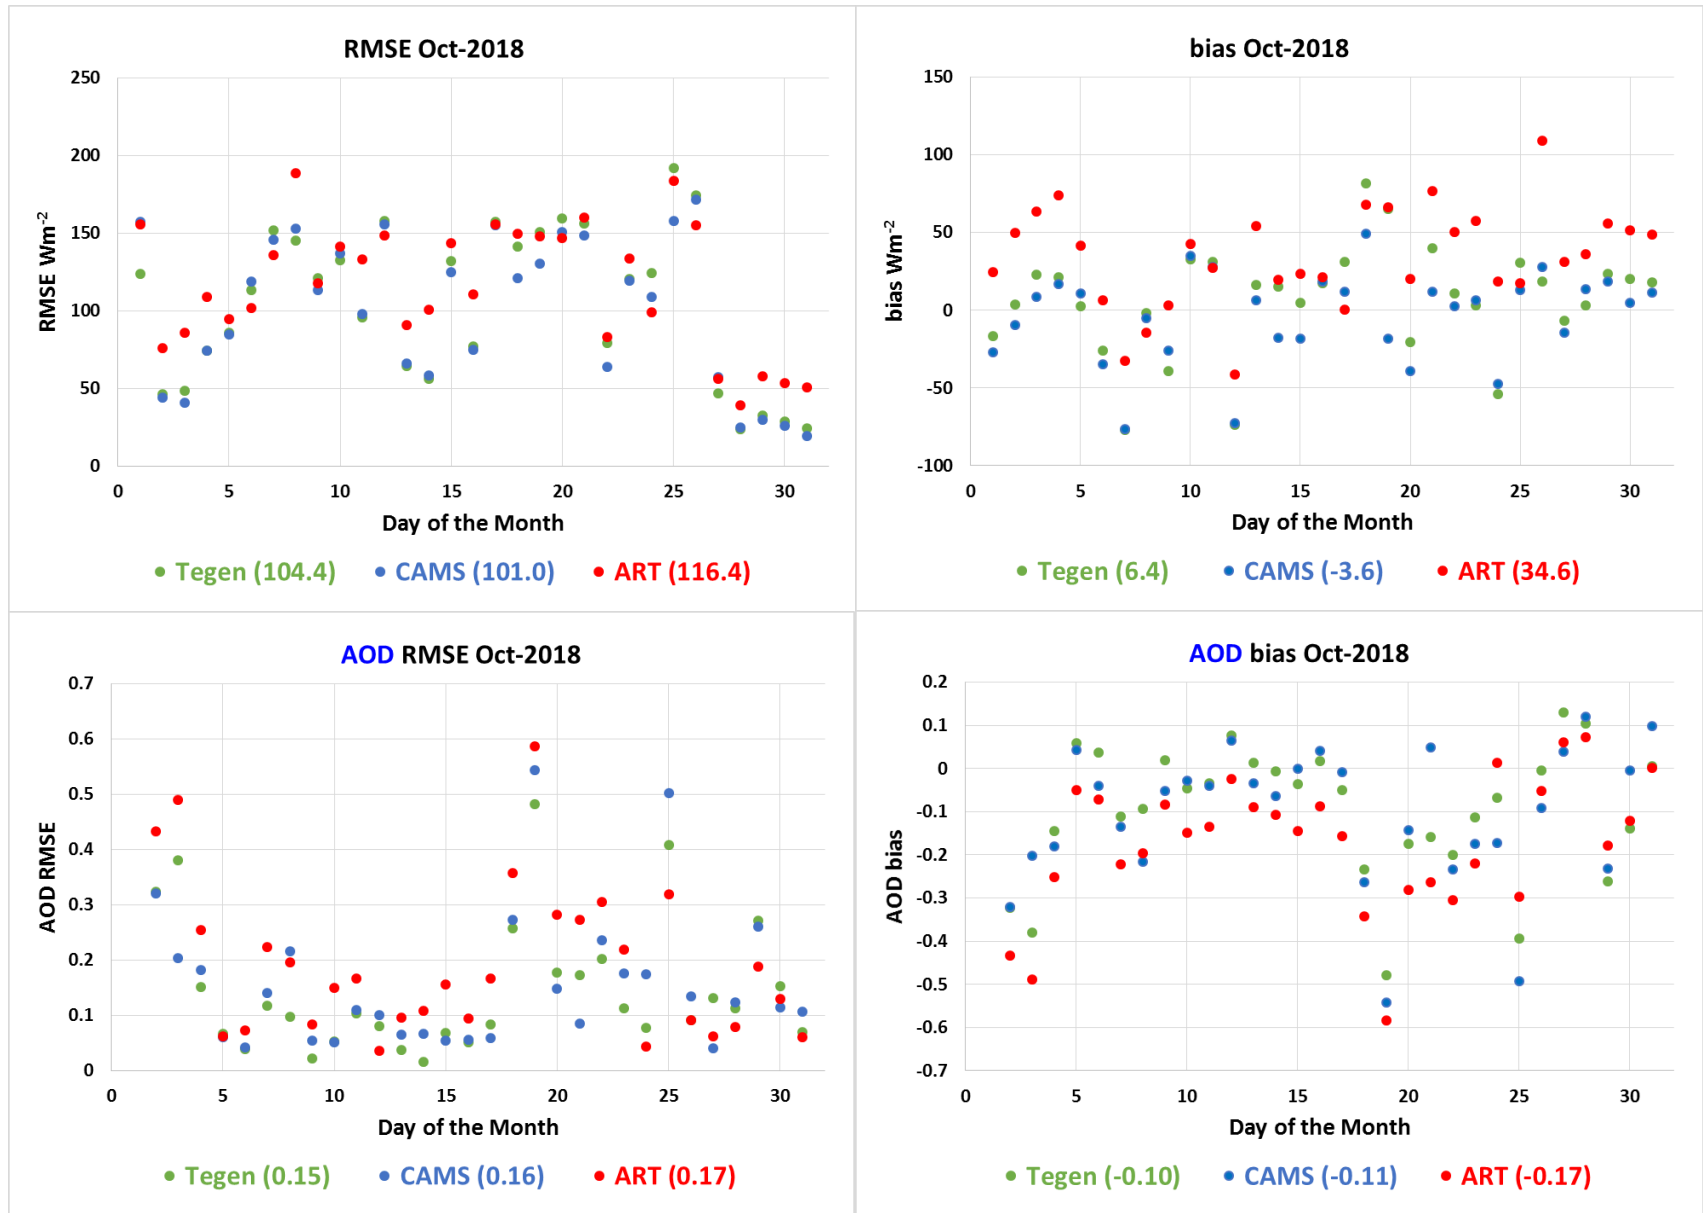 RMSE Oct-2018
250
200
150
100
50
0
RMSE Wm-2
0 5 10 15 20 25 30
Day of the Month
Tegen (104.4) CAMS (101.0) ART (116.4)
bias Oct-2018
150
100
50
0
-50
-100
bias Wm-2
0 5 10 15 20 25 30
Day of the Month
Tegen (6.4) CAMS (-3.6) ART (34.6)
AOD RMSE Oct-2018
0.7
0.6
0.5
0.4
0.3
0.2
0.1
0
AOD RMSE
0 5 10 15 20 25 30
Day of the Month
Tegen (0.15) CAMS (0.16) ART (0.17)
AOD bias Oct-2018
0.2
0.1
0
-0.1
-0.2
-0.3
-0.4
-0.5
-0.6
-0.7
AOD bias
0 5 10 15 20 25 30
Day of the Month
Tegen (-0.10) CAMS (-0.11) ART (-0.17)